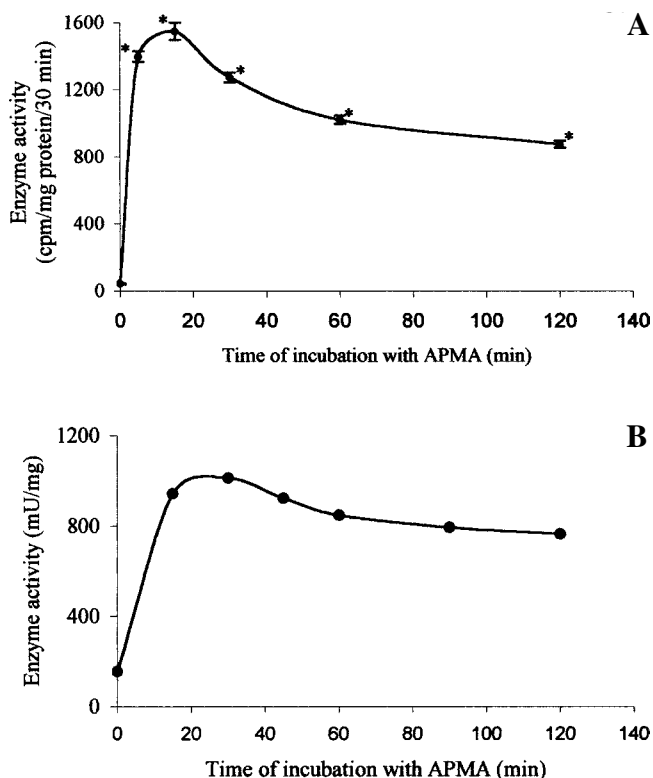 A
1600
1200
800
400
0
Enzyme activity
(cpm/mg protein/30 min)
*
*
*
*
*
0 20 40 60 80 100 120 140
Time of incubation with APMA (min)
B
1200
800
400
0
Enzyme activity (mU/mg)
0 20 40 60 80 100 120 140
Time of incubation with APMA (min)